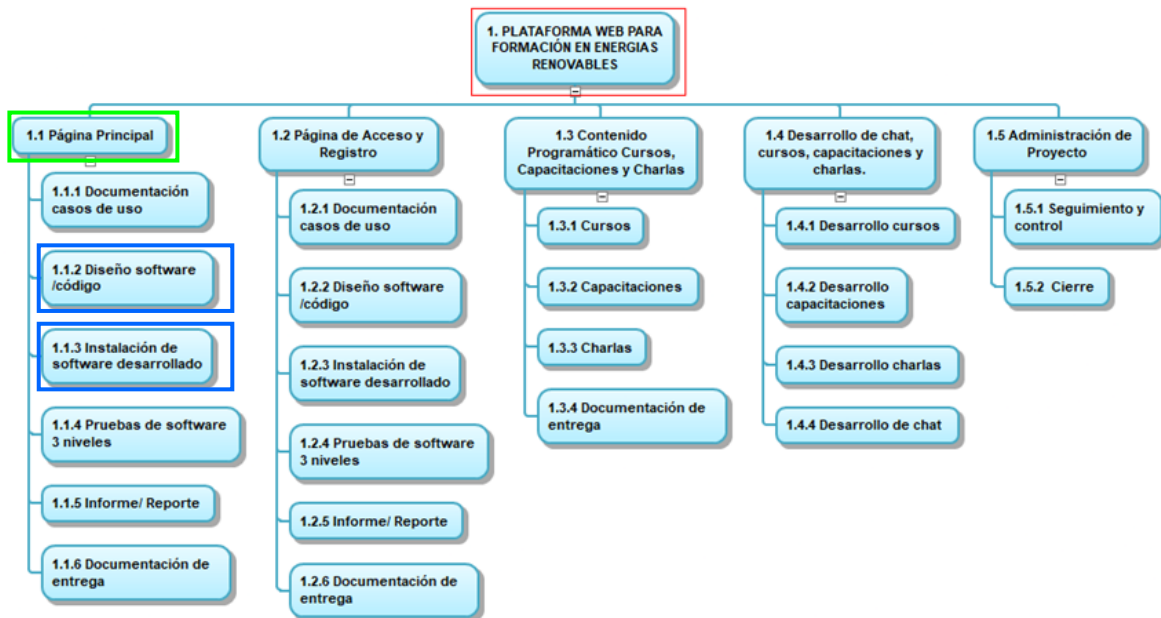 1. PLATAFORMA WEB PARA
FORMACIÓN EN ENERGIAS
RENOVABLES
1.1 Página Principal
1.1.1 Documentación
casos de uso
1.1.2 Diseño software
/código
1.1.3 Instalación de
software desarrollado
1.1.4 Pruebas de software
3 niveles
1.1.5 Informe/ Reporte
1.1.6 Documentación de
entrega
1.2 Página de Acceso y
Registro
1.2.1 Documentación
casos de uso
1.2.2 Diseño software
/código
1.2.3 Instalación de
software desarrollado
1.2.4 Pruebas de software
3 niveles
1.2.5 Informe/ Reporte
1.2.6 Documentación de
entrega
1.3 Contenido
Programático Cursos,
Capacitaciones y Charlas
1.3.1 Cursos
1.3.2 Capacitaciones
1.3.3 Charlas
1.3.4 Documentación de
entrega
1.4 Desarrollo de chat,
cursos, capacitaciones y
charlas.
1.4.1 Desarrollo cursos
1.4.2 Desarrollo
capacitaciones
1.4.3 Desarrollo charlas
1.4.4 Desarrollo de chat
1.5 Administración de
Proyecto
1.5.1 Seguimiento y
control
1.5.2 Cierre